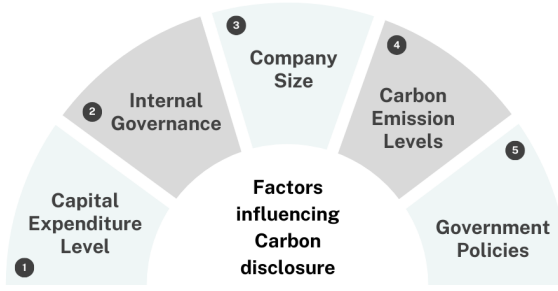 1
Capital
Expenditure
Level
2
Internal
Governance
3
Company
Size
4
Carbon
Emission
Levels
5
Government
Policies
Factors
influencing
Carbon
disclosure